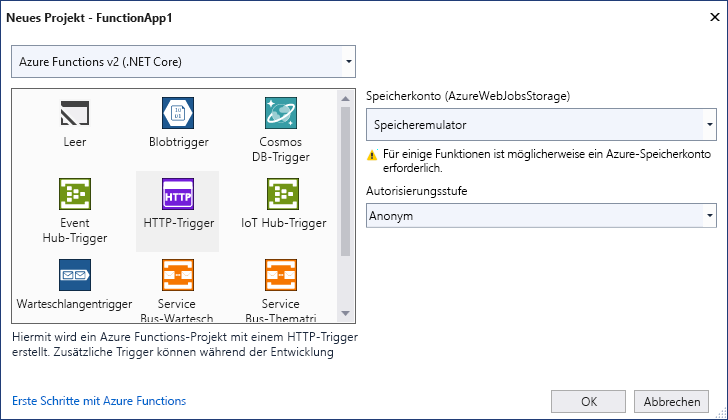 Neues Projekt - FunctionApp1
Azure Functions v2 (.NET Core)
Leer
Blobtrigger
Cosmos
DB-Trigger
Event
Hub-Trigger
HTTP
HTTP-Trigger
IoT Hub-Trigger
Warteschlangentrigger
Service
Bus-Wartesch
Service
Bus-Thematri
Hiermit wird ein Azure Functions-Projekt mit einem HTTP-Trigger
erstellt. Zusätzliche Trigger können während der Entwicklung
Speicherkonto (AzureWebJobsStorage)
Speicheremulator
Für einige Funktionen ist möglicherweise ein Azure-Speicherkonto
erforderlich.
Autorisierungsstufe
Anonym
Erste Schritte mit Azure Functions
OK
Abbrechen